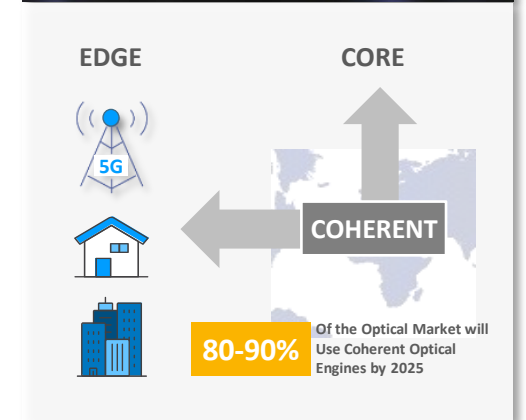 EDGE
CORE
5G
COHERENT
80-90%
Of the Optical Market will
Use Coherent Optical
Engines by 2025